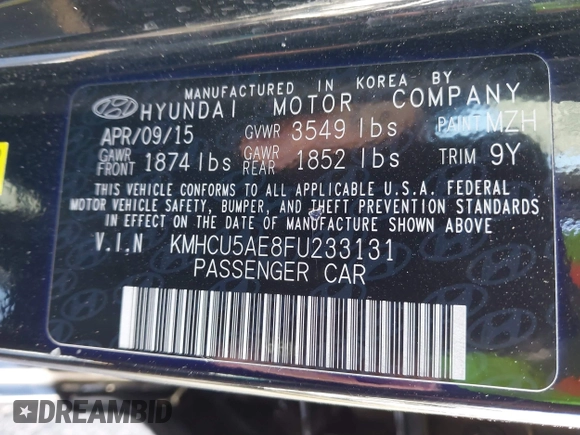 MANUFACTURED IN KOREA BY
HYUNDAI MOTOR COMPANY
APR/09/15 GVWR 3549 lbs PAINT MZH
GAWR FRONT 1874 lbs GAWR REAR 1852 lbs TRIM 9Y
THIS VEHICLE CONFORMS TO ALL APPLICABLE U.S.A. FEDERAL
MOTOR VEHICLE SAFETY, BUMPER, AND THEFT PREVENTION STANDARDS
IN EFFECT ON THE DATE OF MANUFACTURE SHOWN ABOVE
V.I.N KMHCU5AE8FU233131
PASSENGER CAR
DREAMBID